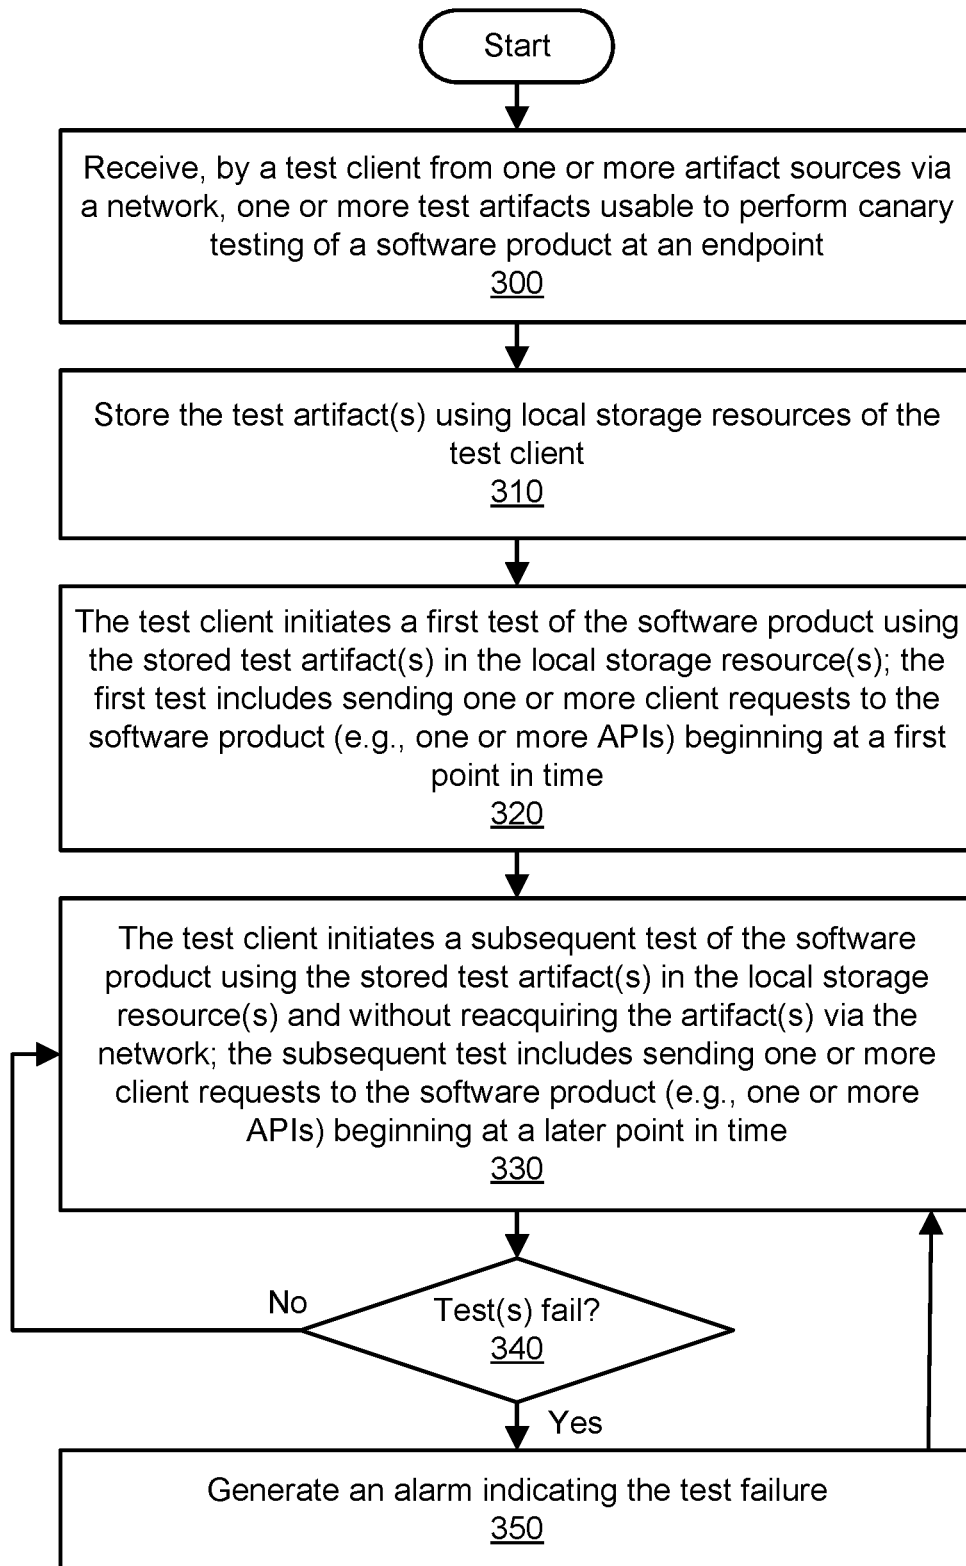 Start
Receive, by a test client from one or more artifact sources via
a network, one or more test artifacts usable to perform canary
testing of a software product at an endpoint
300
Store the test artifact(s) using local storage resources of the
test client
310
The test client initiates a first test of the software product using
the stored test artifact(s) in the local storage resource(s); the
first test includes sending one or more client requests to the
software product (e.g., one or more APIs) beginning at a first
point in time
320
The test client initiates a subsequent test of the software
product using the stored test artifact(s) in the local storage
resource(s) and without reacquiring the artifact(s) via the
network; the subsequent test includes sending one or more
client requests to the software product (e.g., one or more
APIs) beginning at a later point in time
330
No
Test(s) fail?
340
Yes
Generate an alarm indicating the test failure
350